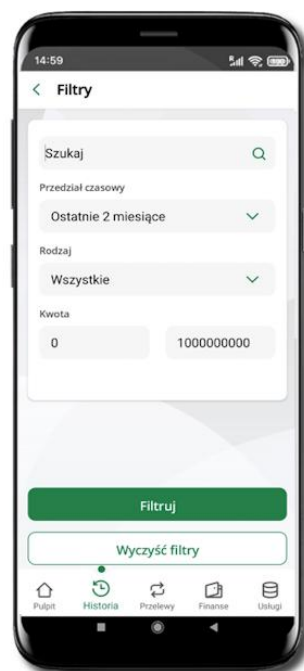 14:59
Filtry
Szukaj
Przedział czasowy
Ostatnie 2 miesiące
Rodzaj
Wszystkie
Kwota
0 1000000000
Filtruj
Wyczyść filtry
Pulpit Historia Przelewy Finanse Usługi